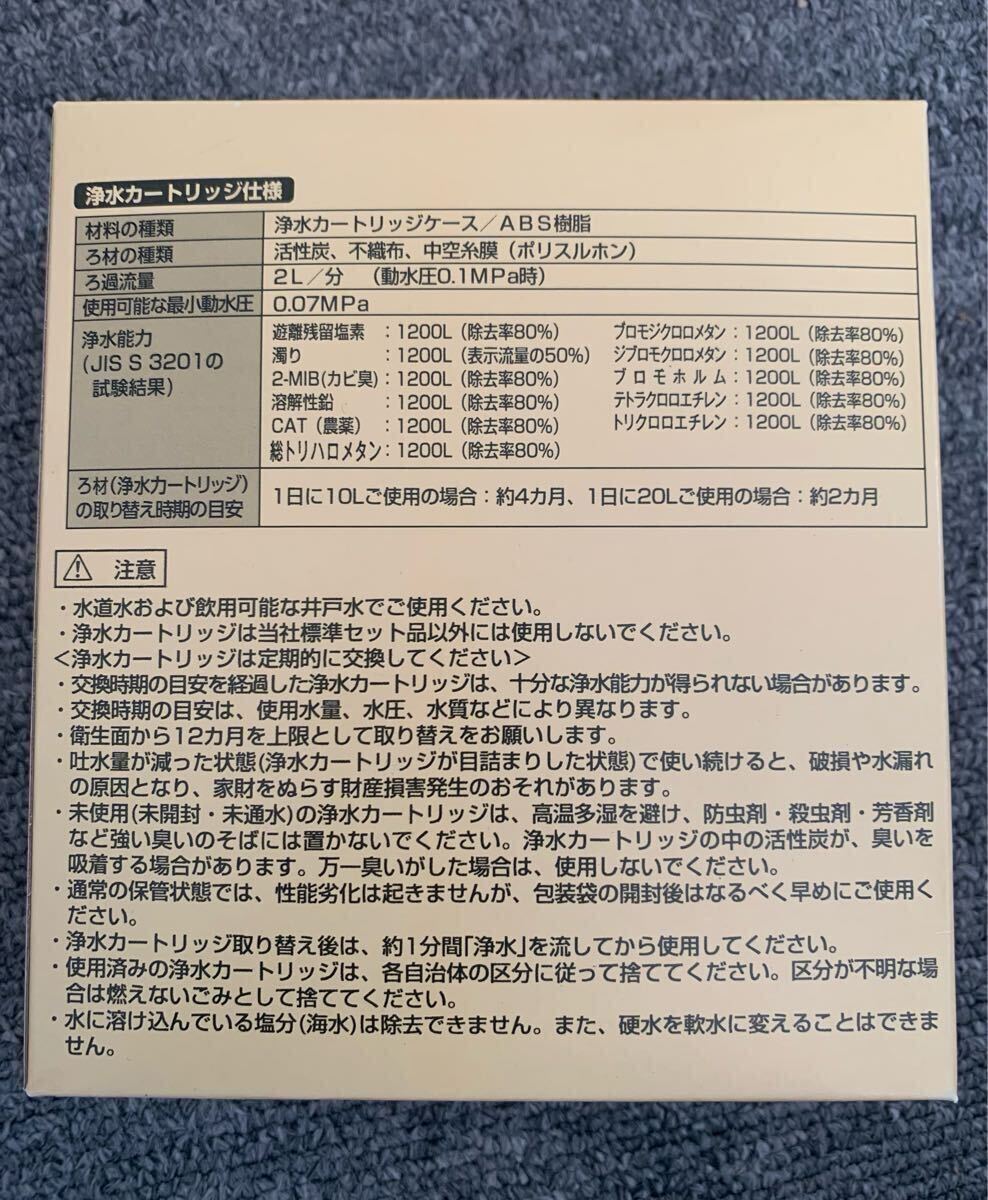 浄水カートリッジ仕様
材料の種類 浄水カートリッジケース／ABS樹脂
ろ材の種類 活性炭、不織布、中空糸膜（ポリスルホン）
ろ過流量 2L／分 （動水圧0.1MPa時）
使用可能な最小動水圧 0.07MPa
浄水能力
(JIS S 3201の
試験結果)
遊離残留塩素 ：1200L（除去率80%）
濁り ：1200L（表示流量の50%）
2-MIB(カビ臭)：1200L（除去率80%）
溶解性鉛 ：1200L（除去率80%）
CAT（農薬） ：1200L（除去率80%）
総トリハロメタン：1200L（除去率80%）
ブロモジクロロメタン：1200L（除去率80%）
ジブロモクロロメタン：1200L（除去率80%）
ブロモホルム：1200L（除去率80%）
テトラクロロエチレン：1200L（除去率80%）
トリクロロエチレン：1200L（除去率80%）
ろ材(浄水カートリッジ)
の取り替え時期の目安
1日に10Lご使用の場合：約4カ月、1日に20Lご使用の場合：約2カ月
⚠ 注意
・水道水および飲用可能な井戸水でご使用ください。
・浄水カートリッジは当社標準セット品以外には使用しないでください。
＜浄水カートリッジは定期的に交換してください＞
・交換時期の目安を経過した浄水カートリッジは、十分な浄水能力が得られない場合があります。
・交換時期の目安は、使用水量、水圧、水質などにより異なります。
・衛生面から12カ月を上限として取り替えをお願いします。
・吐水量が減った状態(浄水カートリッジが目詰まりした状態)で使い続けると、破損や水漏れ
の原因となり、家財をぬらす財産損害発生のおそれがあります。
・未使用(未開封・未通水)の浄水カートリッジは、高温多湿を避け、防虫剤・殺虫剤・芳香剤
など強い臭いのそばには置かないでください。浄水カートリッジの中の活性炭が、臭いを
吸着する場合があります。万一臭いがした場合は、使用しないでください。
・通常の保管状態では、性能劣化は起きませんが、包装袋の開封後はなるべく早めにご使用く
ださい。
・浄水カートリッジ取り替え後は、約1分間「浄水」を流してから使用してください。
・使用済みの浄水カートリッジは、各自治体の区分に従って捨ててください。区分が不明な場
合は燃えないごみとして捨ててください。
・水に溶け込んでいる塩分(海水)は除去できません。また、硬水を軟水に変えることはできま
せん。